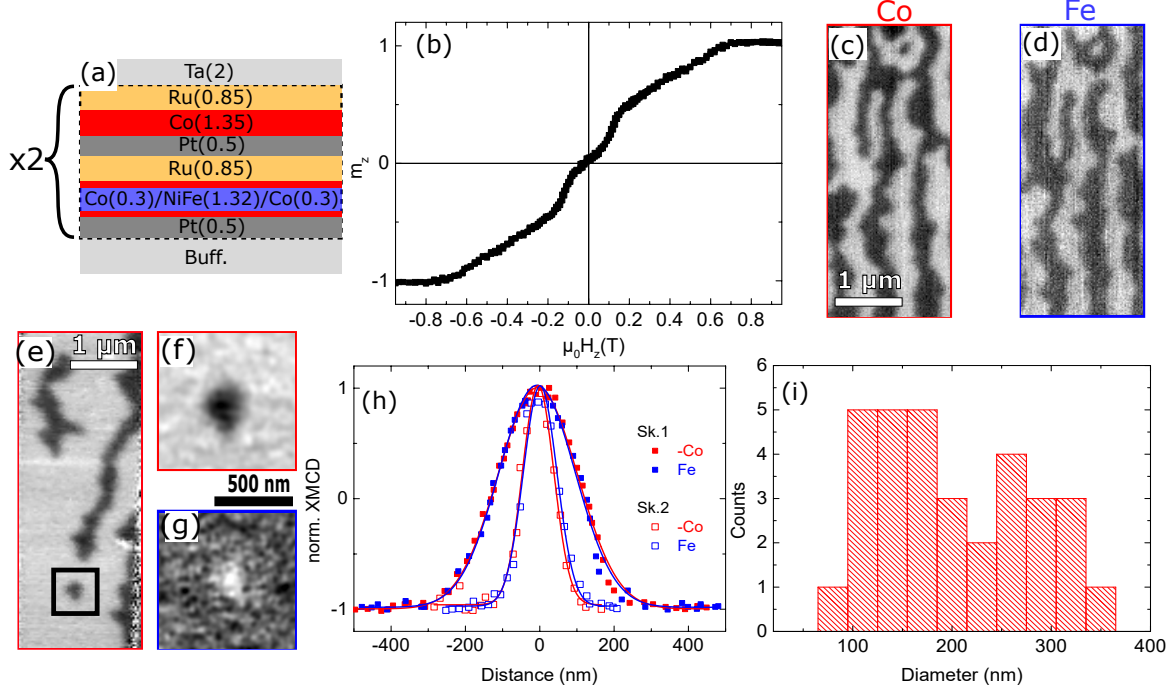 (a)
Ta(2)
Ru(0.85)
Co(1.35)
Pt(0.5)
Ru(0.85)
Co(0.3)/NiFe(1.32)/Co(0.3)
Pt(0.5)
Buff.
x2
(b)
m_z
1
0
-1
-0.8 -0.6 -0.4 -0.2 0.0 0.2 0.4 0.6 0.8
μ₀H_z(T)
Co
(c)
1 μm
Fe
(d)
(e)
1 μm
(f)
500 nm
(g)
(h)
norm. XMCD
1
0
-1
Sk.1
-Co
Fe
Sk.2
-Co
Fe
-400 -200 0 200 400
Distance (nm)
(i)
Counts
6
5
4
3
2
1
0
100 200 300 400
Diameter (nm)